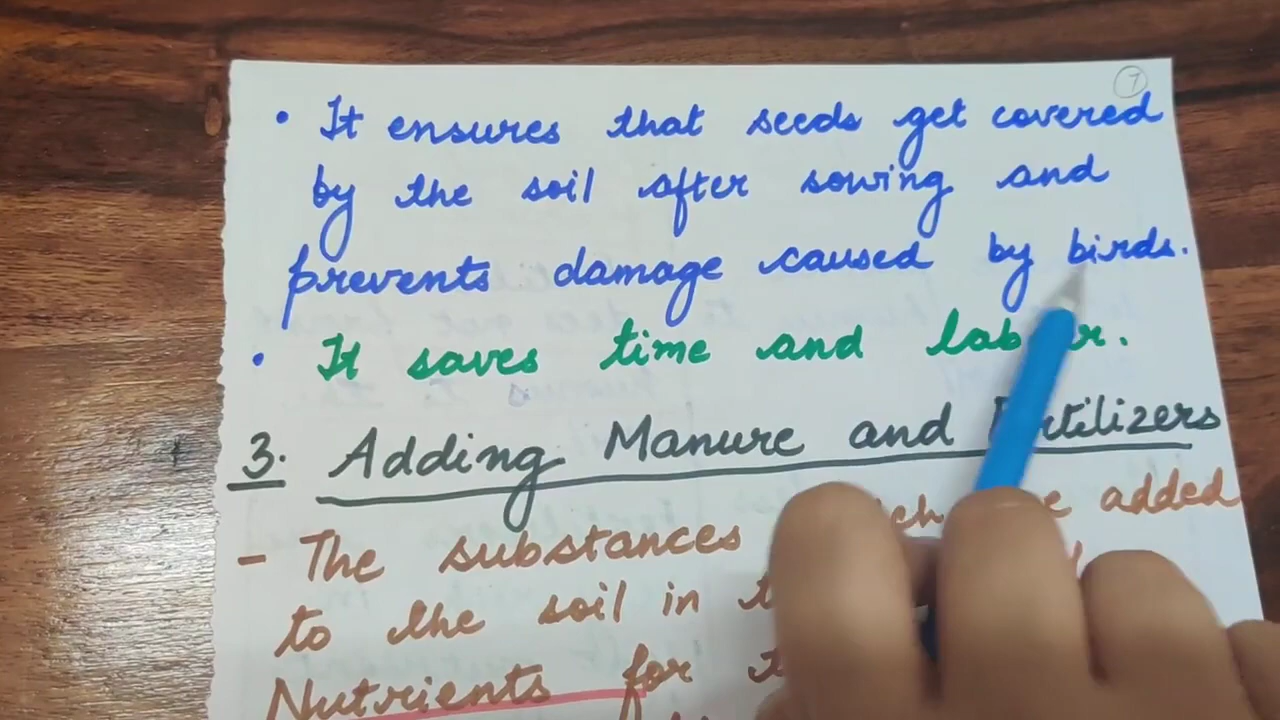 7
• It ensures that seeds get covered
by the soil after sowing and
prevents damage caused by birds.
• It saves time and
3. Adding Manure and
- The substances added
to the soil in
Nutrients for